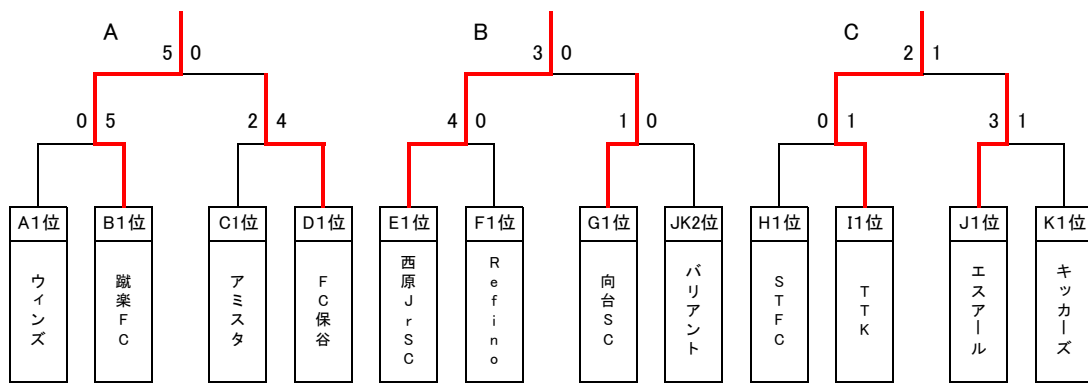 A B C
5 0 3 0 2 1
0 5 2 4 4 0 1 0 0 1 3 1
A1位 B1位 C1位 D1位 E1位 F1位 G1位 JK2位 H1位 I1位 J1位 K1位
ウィンズ
蹴楽FC
アミスタ
FC保谷
西原JrSC
Refino
向台SC
バリアント
STFC
TTK
エスアール
キッカーズ